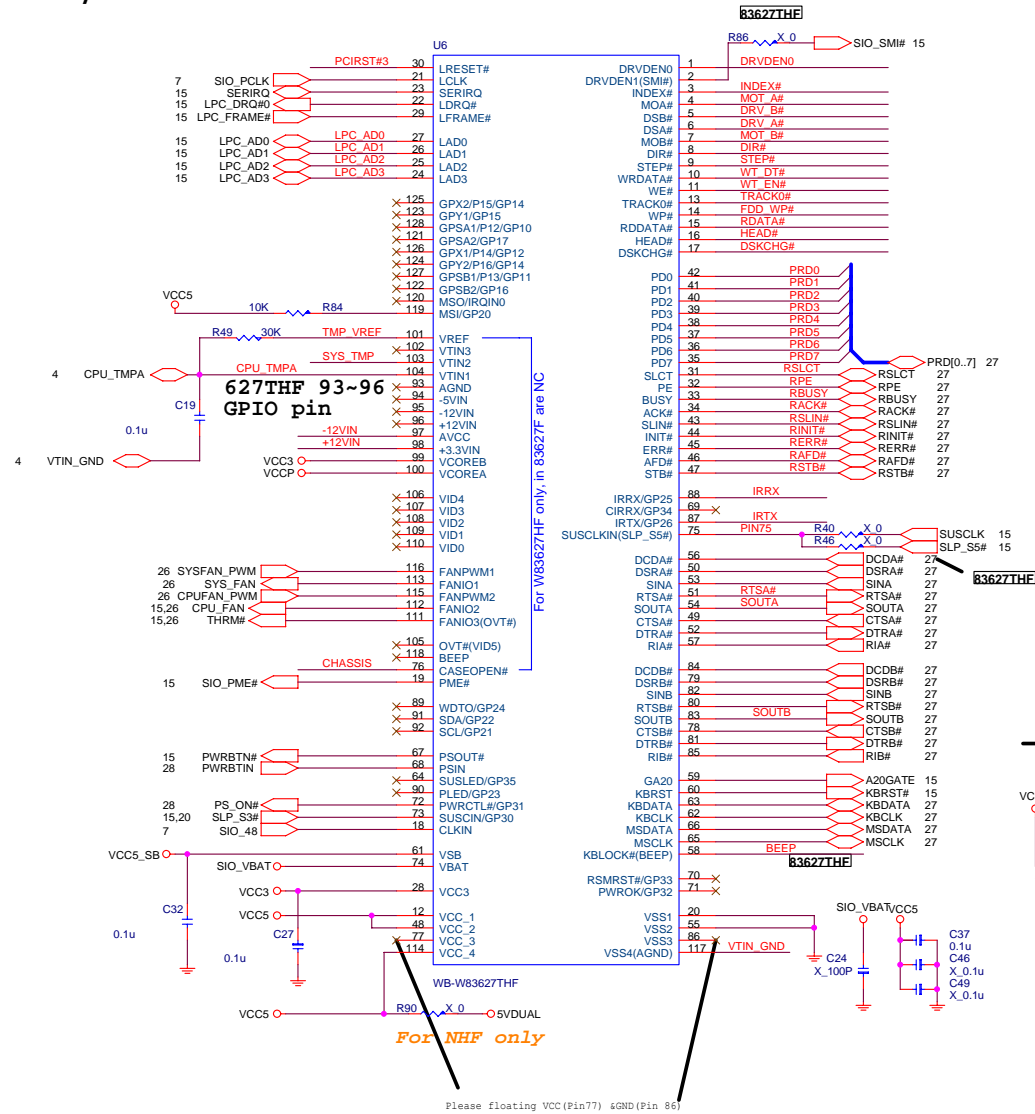 83627THF
R86 X_0 SIO_SMI# 15
U6
PCIRST#3 30 LRESET#
7 SIO_PCLK 21 LCLK
15 SERIRQ 23 SERIRQ
15 LPC_DRQ#0 22 LDRQ#
15 LPC_FRAME# 29 LFRAME#
15 LPC_AD0 LPC_AD0 27 LAD0
15 LPC_AD1 LPC_AD1 26 LAD1
15 LPC_AD2 LPC_AD2 25 LAD2
15 LPC_AD3 LPC_AD3 24 LAD3
125 GPX2/P15/GP14
123 GPY1/GP15
128 GPSA1/P12/GP10
121 GPSA2/GP17
126 GPX1/P14/GP12
124 GPY2/P16/GP14
127 GPSB1/P13/GP11
122 GPSB2/GP16
120 MSO/IRQIN0
VCC5 10K R84 119 MSI/GP20
R49 30K TMP_VREF 101 VREF
102 VTIN3
SYS_TMP 103 VTIN2
4 CPU_TMPA CPU_TMPA 104 VTIN1
627THF 93~96
GPIO pin
93 AGND
94 -5VIN
95 -12VIN
96 +12VIN
C19
0.1u
-12VIN 97 AVCC
+12VIN 98 +3.3VIN
4 VTIN_GND
VCC3 99 VCOREB
VCCP 100 VCOREA
For W83627HF only, in 83627F are NC
106 VID4
107 VID3
108 VID2
109 VID1
110 VID0
26 SYSFAN_PWM 116 FANPWM1
26 SYS_FAN 113 FANIO1
26 CPUFAN_PWM 115 FANPWM2
15,26 CPU_FAN 112 FANIO2
15,26 THRM# 111 FANIO3(OVT#)
105 OVT#(VID5)
118 BEEP
CHASSIS 76 CASEOPEN#
15 SIO_PME# 19 PME#
89 WDTO/GP24
91 SDA/GP22
92 SCL/GP21
15 PWRBTN# 67 PSOUT#
28 PWRBTIN 68 PSIN
64 SUSLED/GP35
90 PLED/GP23
28 PS_ON# 72 PWRCTL#/GP31
15,20 SLP_S3# 73 SUSCIN/GP30
7 SIO_48 18 CLKIN
VCC5_SB 61 VSB
SIO_VBAT 74 VBAT
VCC3 28 VCC3
VCC5 12 VCC_1
48 VCC_2
77 VCC_3
114 VCC_4
C32
0.1u
C27
0.1u
WB-W83627THF
VCC5 R90 X_0 5VDUAL
For NHF only
Please floating VCC(Pin77) &GND(Pin 86)
DRVDEN0 1 DRVDEN0
DRVDEN1(SMI#) 2
INDEX# 3 INDEX#
MOA# 4 MOT_A#
DSB# 5 DRV_B#
DSA# 6 DRV_A#
MOB# 7 MOT_B#
DIR# 8 DIR#
STEP# 9 STEP#
WRDATA# 10 WT_DT#
WE# 11 WT_EN#
TRACK0# 13 TRACK0#
WP# 14 FDD_WP#
RDDATA# 15 RDATA#
HEAD# 16 HEAD#
DSKCHG# 17 DSKCHG#
PD0 42 PRD0
PD1 41 PRD1
PD2 40 PRD2
PD3 39 PRD3
PD4 38 PRD4
PD5 37 PRD5
PD6 36 PRD6
PD7 35 PRD7 PRD[0..7] 27
SLCT 31 RSLCT RSLCT 27
PE 32 RPE RPE 27
BUSY 33 RBUSY RBUSY 27
ACK# 34 RACK# RACK# 27
SLIN# 43 RSLIN# RSLIN# 27
INIT# 44 RINIT# RINIT# 27
ERR# 45 RERR# RERR# 27
AFD# 46 RAFD# RAFD# 27
STB# 47 RSTB# RSTB# 27
IRRX/GP25 88 IRRX
CIRRX/GP34 69
IRTX/GP26 87 IRTX
SUSCLKIN(SLP_S5#) 75 PIN75 R40 X_0 SUSCLK 15
R46 X_0 SLP_S5# 15
83627THF
DCDA# 56 DCDA# 27
DSRA# 50 DSRA# 27
SINA 53 SINA 27
RTSA# 51 RTSA# RTSA# 27
SOUTA 54 SOUTA SOUTA 27
CTSA# 49 CTSA# 27
DTRA# 52 DTRA# 27
RIA# 57 RIA# 27
DCDB# 84 DCDB# 27
DSRB# 79 DSRB# 27
SINB 82 SINB 27
RTSB# 80 RTSB# 27
SOUTB 83 SOUTB SOUTB 27
CTSB# 78 CTSB# 27
DTRB# 81 DTRB# 27
RIB# 85 RIB# 27
GA20 59 A20GATE 15
KBRST 60 KBRST# 15
KBDATA 63 KBDATA 27
KBCLK 62 KBCLK 27
MSDATA 66 MSDATA 27
MSCLK 65 MSCLK 27
KBLOCK#(BEEP) 58 BEEP
83627THF
RSMRST#/GP33 70
PWROK/GP32 71
VSS1 20
VSS2 55
VSS3 86
VSS4(AGND) 117 VTIN_GND
SIO_VBAT VCC5
C24
X_100P
C37
0.1u
C46
X_0.1u
C49
X_0.1u